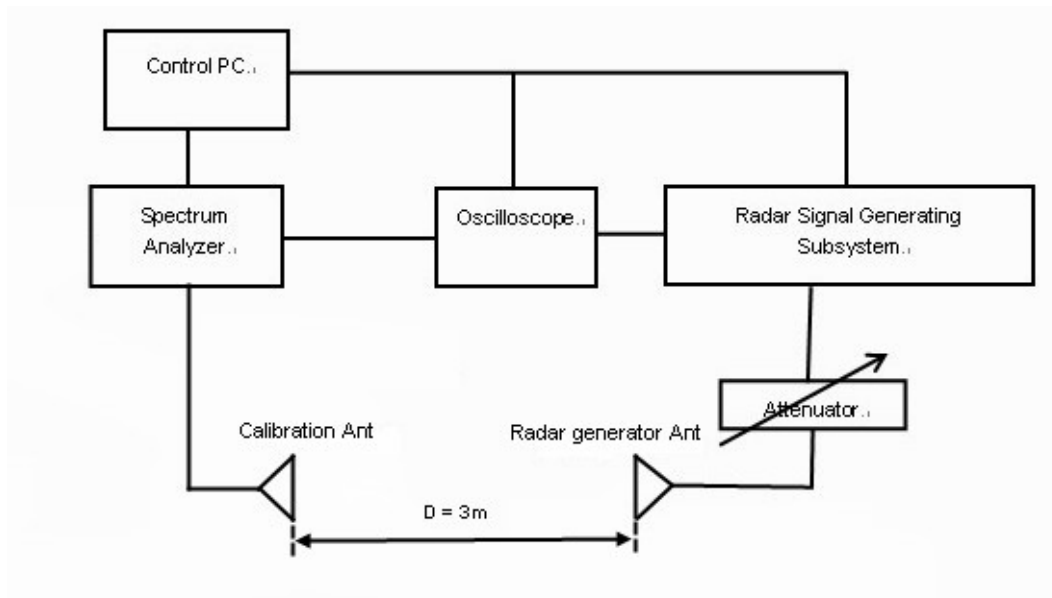 Control PC
Spectrum
Analyzer
Oscilloscope
Radar Signal Generating
Subsystem
Attenuator
Calibration Ant
Radar generator Ant
D = 3m